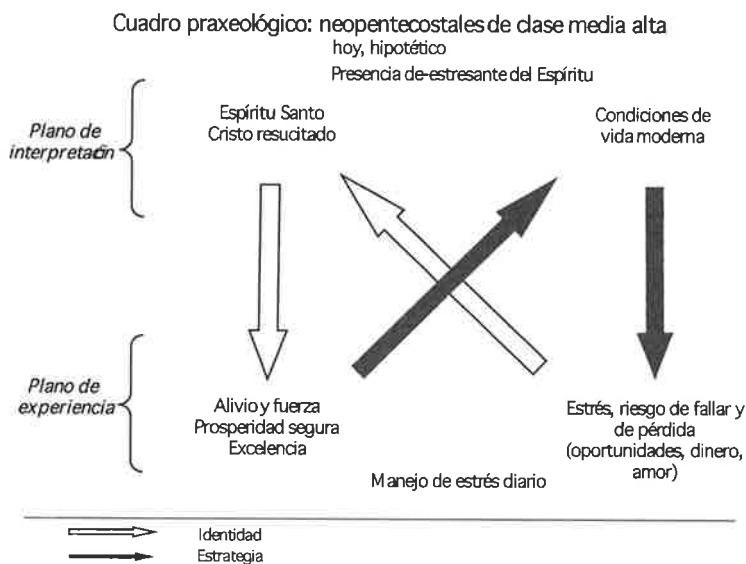 Cuadro praxeológico: neopentecostales de clase media alta
hoy, hipotético
Presencia de-estresante del Espíritu
Espíritu Santo
Cristo resucitado
Condiciones de
vida moderna
Plano de
interpretación
Plano de
experiencia
Alivio y fuerza
Prosperidad segura
Excelencia
Estrés, riesgo de fallar y
de pérdida
(oportunidades, dinero,
amor)
Manejo de estrés diario
Identidad
Estrategia